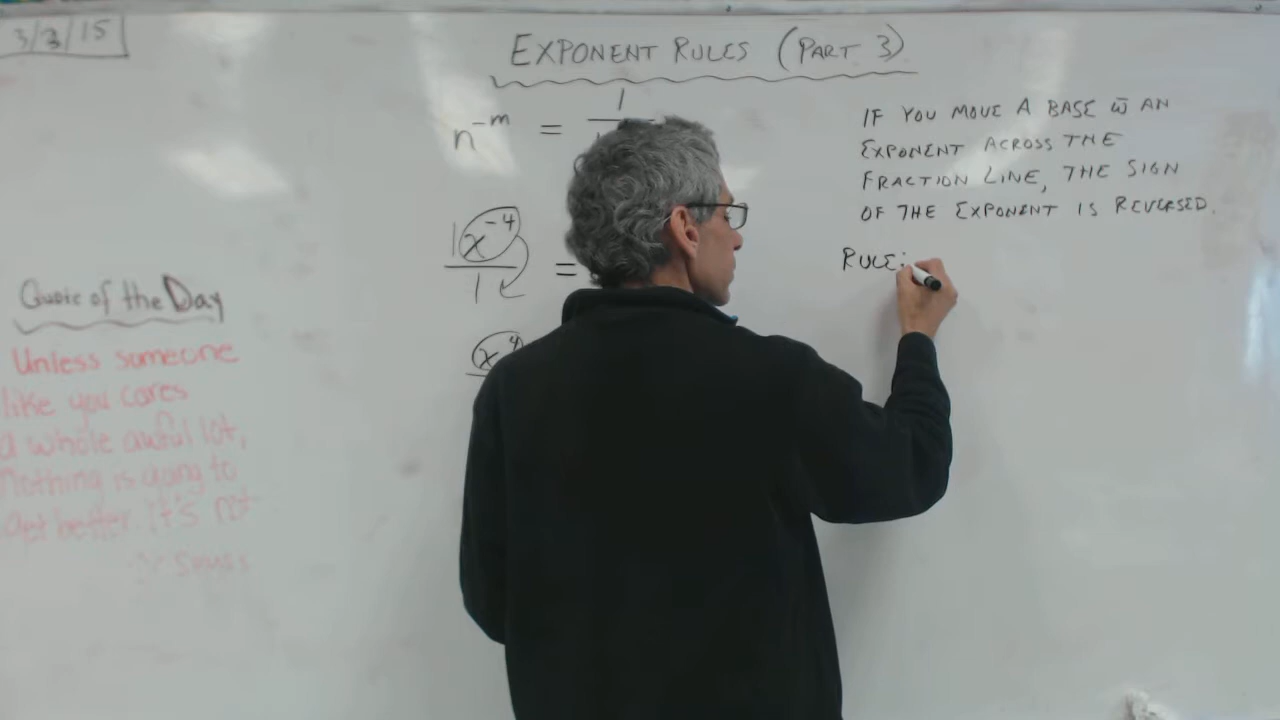 3/3/15
EXPONENT RULES (PART 3)
n^-m = 1
1x^-4
1
=
x^4
IF YOU MOVE A BASE w̄ AN
EXPONENT ACROSS THE
FRACTION LINE, THE SIGN
OF THE EXPONENT IS REVERSED.
RULE:
Quote of the Day
Unless someone
like you cares
a whole awful lot,
Nothing is going to
get better. It's not
Seuss